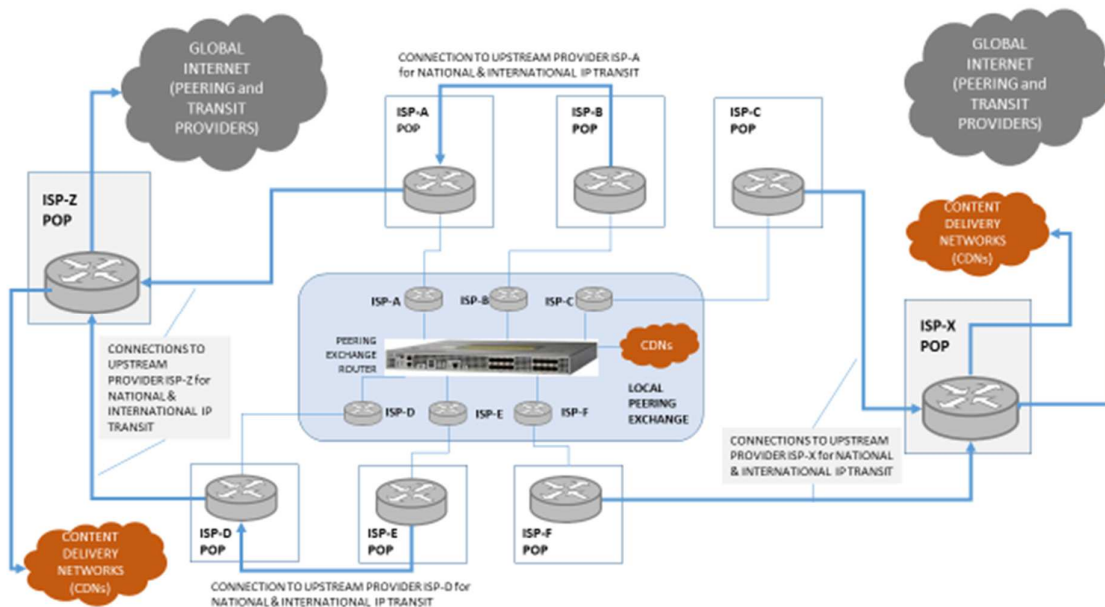 GLOBAL
INTERNET
(PEERING and
TRANSIT
PROVIDERS)
CONNECTION TO UPSTREAM PROVIDER ISP-A
for NATIONAL & INTERNATIONAL IP TRANSIT
GLOBAL
INTERNET
(PEERING and
TRANSIT
PROVIDERS)
ISP-A
POP
ISP-B
POP
ISP-C
POP
ISP-Z
POP
CONTENT
DELIVERY
NETWORKS
(CDNs)
ISP-A
ISP-B
ISP-C
ISP-X
POP
PEERING
EXCHANGE
ROUTER
CDNs
CONNECTIONS TO
UPSTREAM
PROVIDER ISP-Z for
NATIONAL &
INTERNATIONAL IP
TRANSIT
LOCAL
PEERING
EXCHANGE
ISP-D
ISP-E
ISP-F
CONNECTIONS TO UPSTREAM
PROVIDER ISP-X for NATIONAL
& INTERNATIONAL IP TRANSIT
ISP-D
POP
ISP-E
POP
ISP-F
POP
CONTENT
DELIVERY
NETWORKS
(CDNs)
CONNECTION TO UPSTREAM PROVIDER ISP-D for
NATIONAL & INTERNATIONAL IP TRANSIT